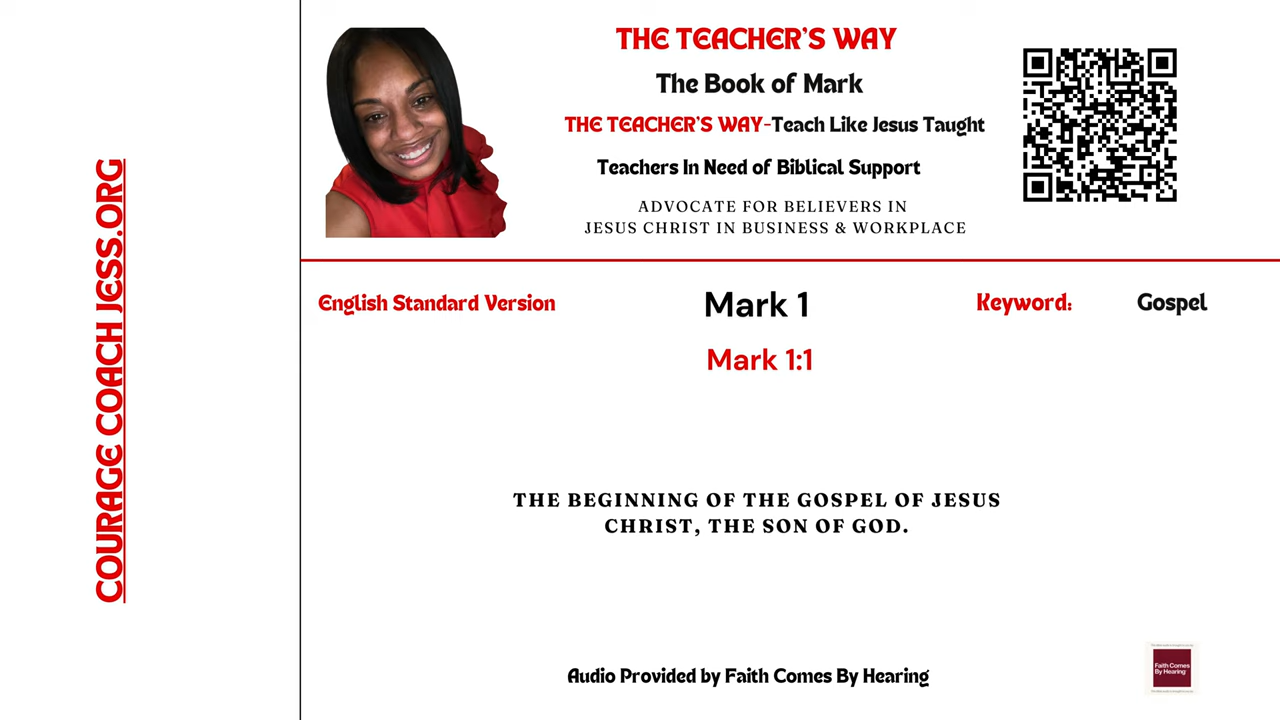 COURAGE COACH JESS.ORG
THE TEACHER'S WAY
The Book of Mark
THE TEACHER'S WAY-Teach Like Jesus Taught
Teachers In Need of Biblical Support
ADVOCATE FOR BELIEVERS IN
JESUS CHRIST IN BUSINESS & WORKPLACE
English Standard Version
Mark 1
Keyword:
Gospel
Mark 1:1
THE BEGINNING OF THE GOSPEL OF JESUS
CHRIST, THE SON OF GOD.
Audio Provided by Faith Comes By Hearing
Faith Comes
By Hearing